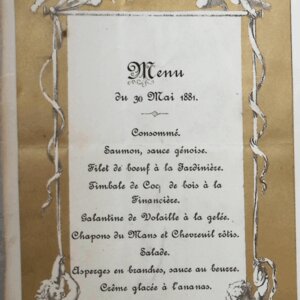 Menu
du 30 Mai 1881.
Consommé.
Saumon, sauce génoise.
Filet de boeuf à la Jardinière.
Timbale de Coq de bois à la
Financière.
Galantine de Volaille à la gelée.
Chapons du Mans et Chevreuil rôtis.
Salade.
Asperges en branches, sauce au beurre.
Crême glacée à l'ananas.